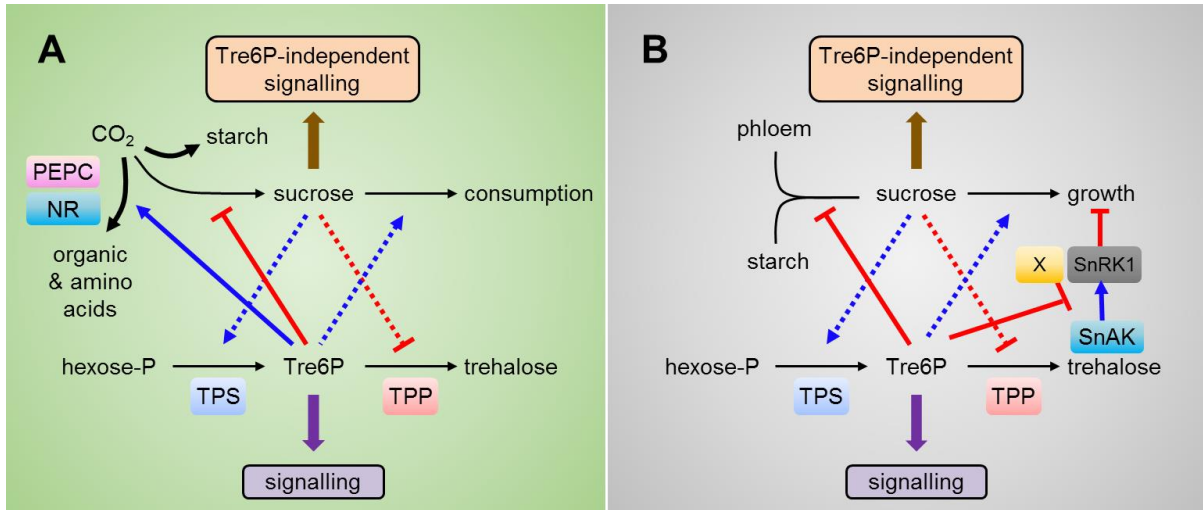 A
Tre6P-independent
signalling
CO2
starch
PEPC
NR
sucrose
consumption
organic
& amino
acids
hexose-P
Tre6P
trehalose
TPS
TPP
signalling
B
Tre6P-independent
signalling
phloem
sucrose
growth
starch
X
SnRK1
SnAK
hexose-P
Tre6P
trehalose
TPS
TPP
signalling